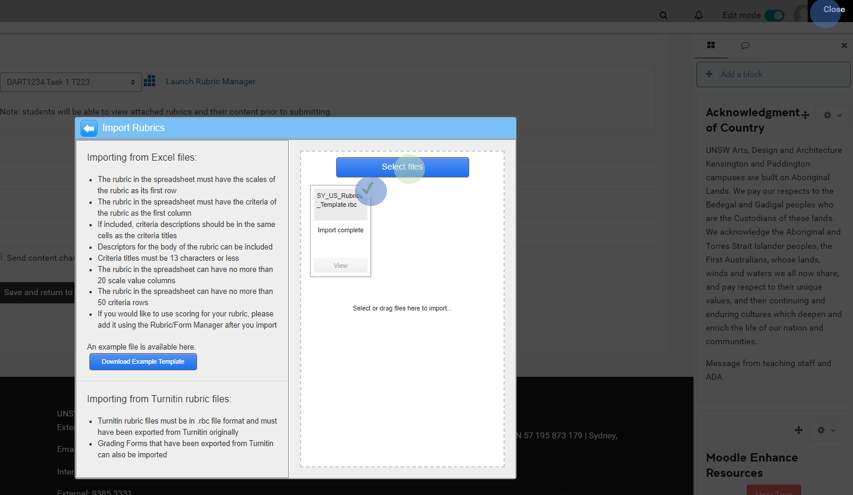 Close
Edit mode
DART1234 Task 1 T223
Launch Rubric Manager
Note: students will be able to view attached rubrics and their content prior to submitting.
Send content
Save and return to
Import Rubrics
Importing from Excel files:
• The rubric in the spreadsheet must have the scales of
the rubric as its first row
• The rubric in the spreadsheet must have the criteria of
the rubric as the first column
• If included, criteria descriptions should be in the same
cells as the criteria titles
• Descriptors for the body of the rubric can be included
• Criteria titles must be 13 characters or less
• The rubric in the spreadsheet can have no more than
20 scale value columns
• The rubric in the spreadsheet can have no more than
50 criteria rows
• If you would like to use scoring for your rubric, please
add it using the Rubric/Form Manager after you import
An example file is available here.
Download Example Template
Importing from Turnitin rubric files:
• Turnitin rubric files must be in .rbc file format and must
have been exported from Turnitin originally
• Grading Forms that have been exported from Turnitin
can also be imported
Select files
SY_US_Rubric
_Template.rbc
Import complete
View
Select or drag files here to import...
+ Add a block
Acknowledgment
of Country
UNSW Arts, Design and Architecture
Kensington and Paddington
campuses are built on Aboriginal
Lands. We pay our respects to the
Bedegal and Gadigal peoples who
are the Custodians of these lands.
We acknowledge the Aboriginal and
Torres Strait Islander peoples, the
First Australians, whose lands,
winds and waters we all now share,
and pay respect to their unique
values, and their continuing and
enduring cultures which deepen and
enrich the life of our nation and
communities.
Message from teaching staff and
ADA.
Moodle Enhance
Resources
UNS
Exte
N 57 195 873 179 | Sydney,
Ema
Inter
External: 9385 3331